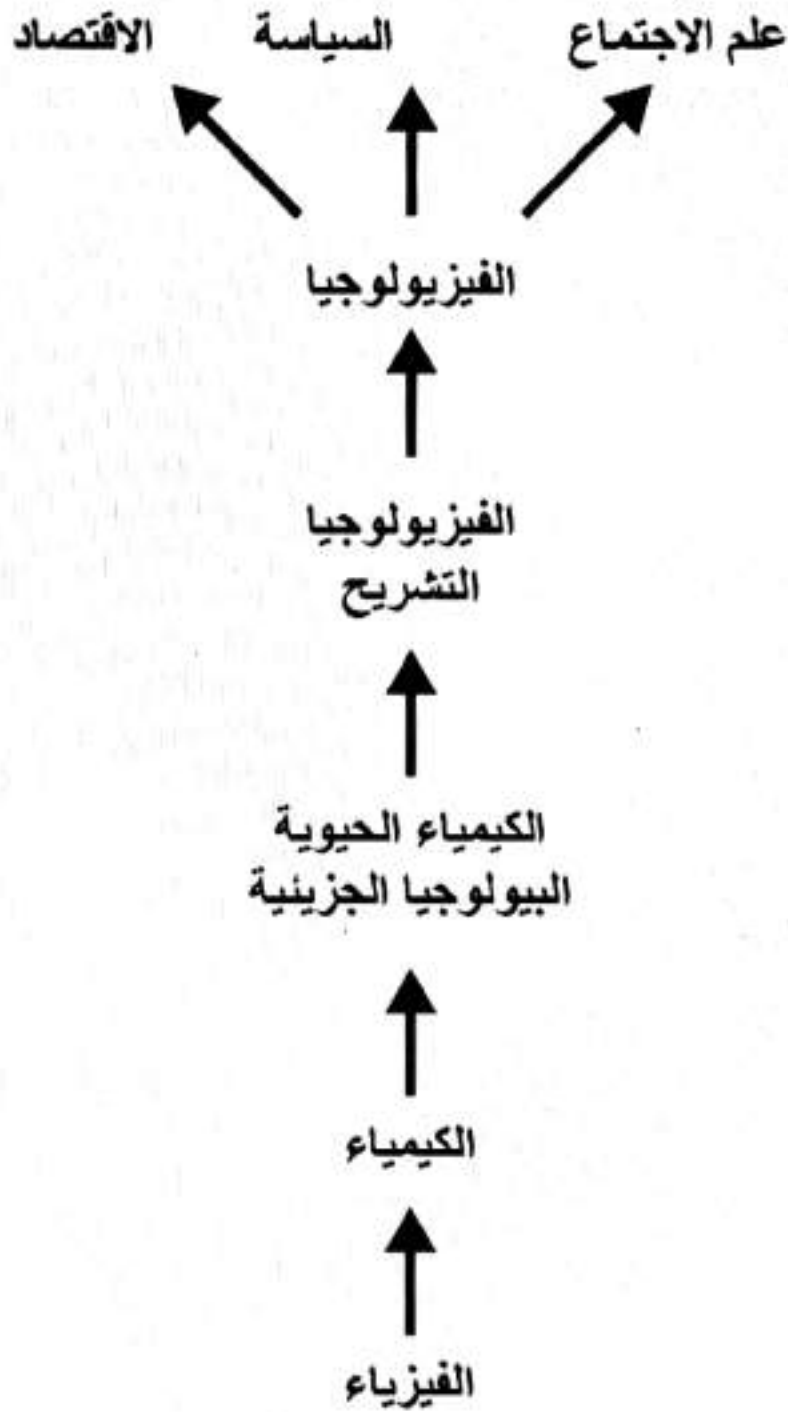 علم الاجتماع السياسة الاقتصاد
الفيزيولوجيا
الفيزيولوجيا
التشريح
الكيمياء الحيوية
البيولوجيا الجزيئية
الكيمياء
الفيزياء